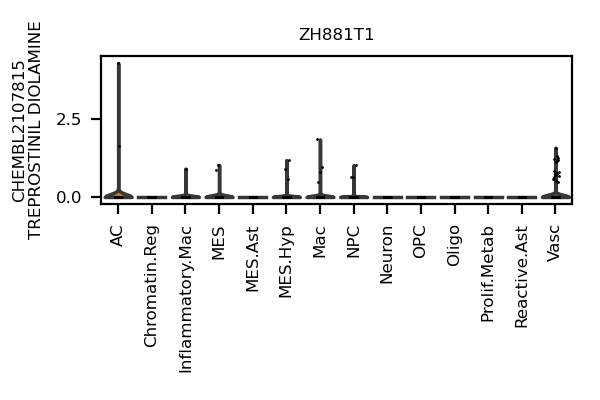 ZH881T1
CHEMBL2107815
TREPROSTINIL DIOLAMINE
2.5
0.0
AC
Chromatin.Reg
Inflammatory.Mac
MES
MES.Ast
MES.Hyp
Mac
NPC
Neuron
OPC
Oligo
Prolif.Metab
Reactive.Ast
Vasc